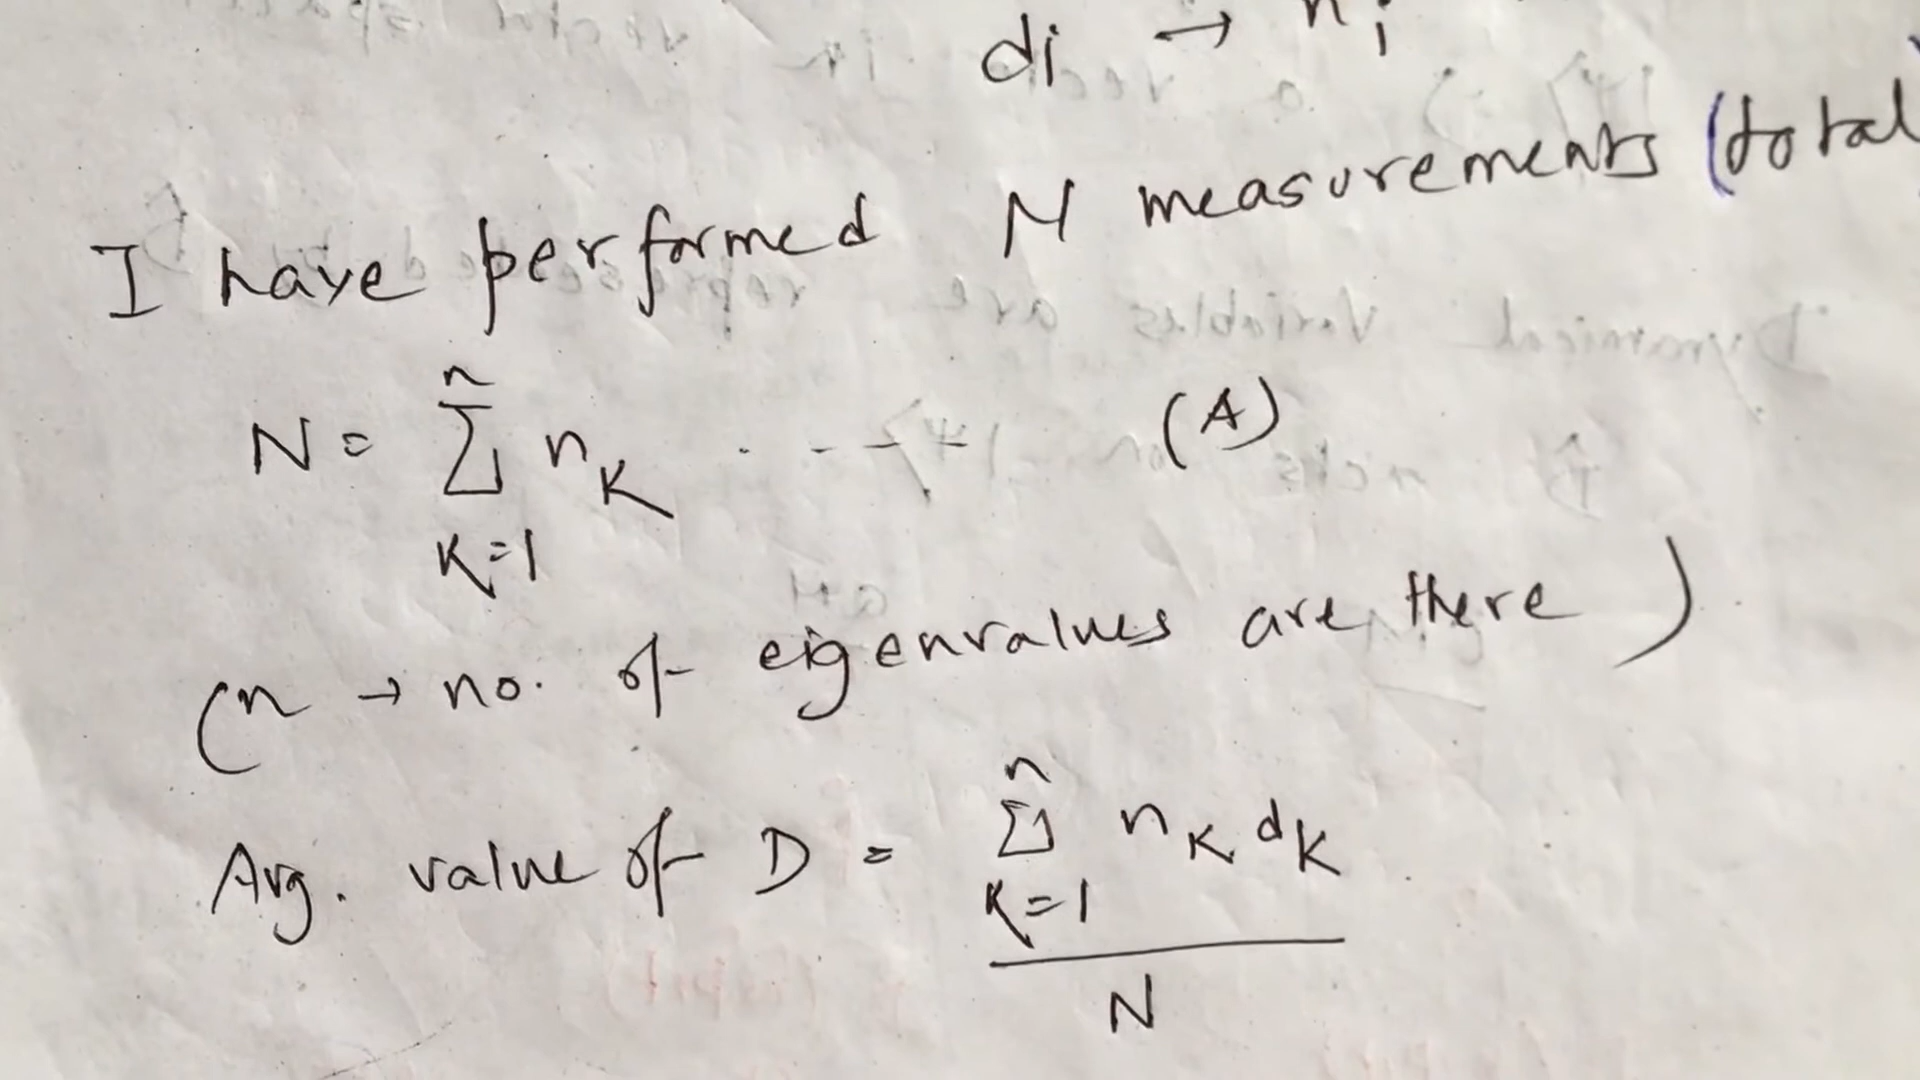 di → ni
I have performed N measurements (total
N = n∑K=1 nK . - - - - (A)
(n → no. of eigenvalues are there)
Avg. value of D = n∑K=1 nK dK
N